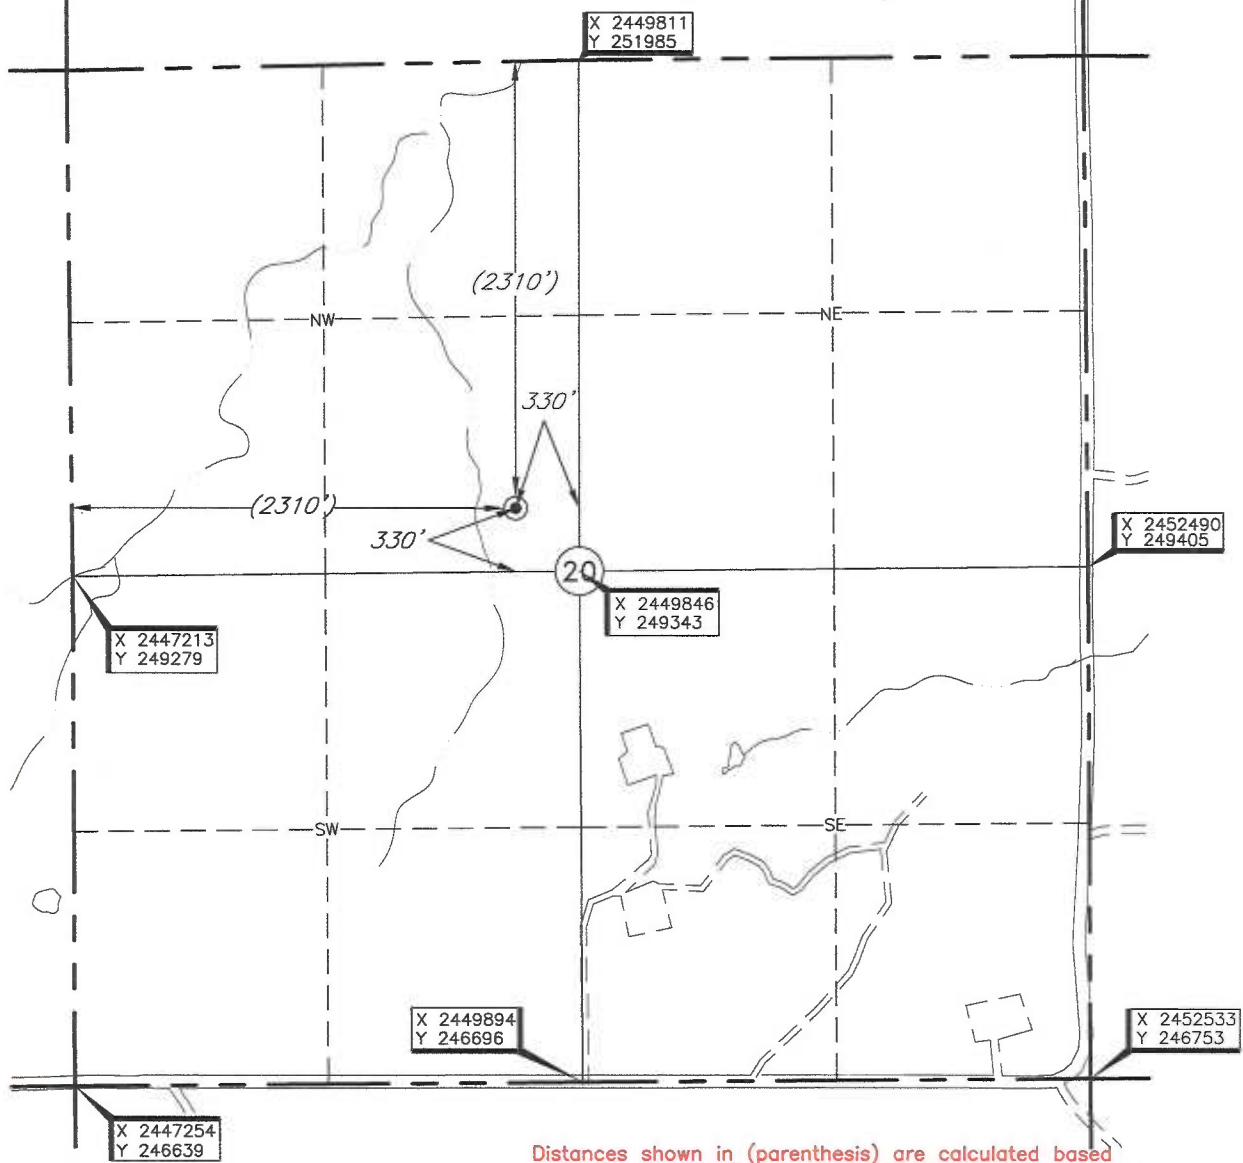 X 2449811
Y 251985
(2310')
NW
NE
330'
(2310')
330'
X 2452490
Y 249405
20
X 2449846
Y 249343
X 2447213
Y 249279
SW
SE
X 2449894
Y 246696
X 2452533
Y 246753
X 2447254
Y 246639
Distances shown in (parenthesis) are calculated based